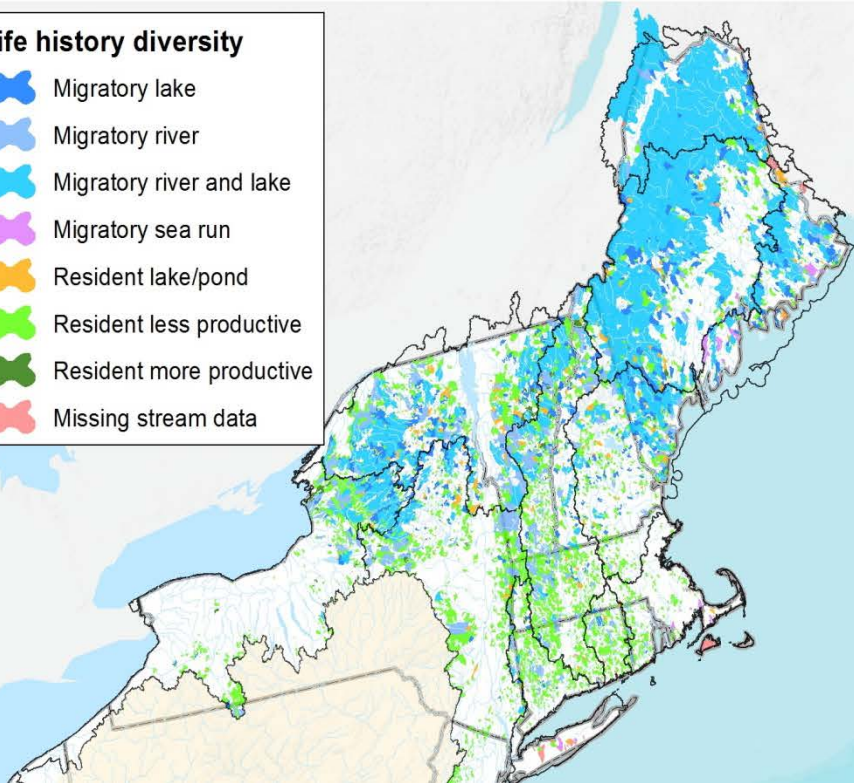 ife history diversity
Migratory lake
Migratory river
Migratory river and lake
Migratory sea run
Resident lake/pond
Resident less productive
Resident more productive
Missing stream data